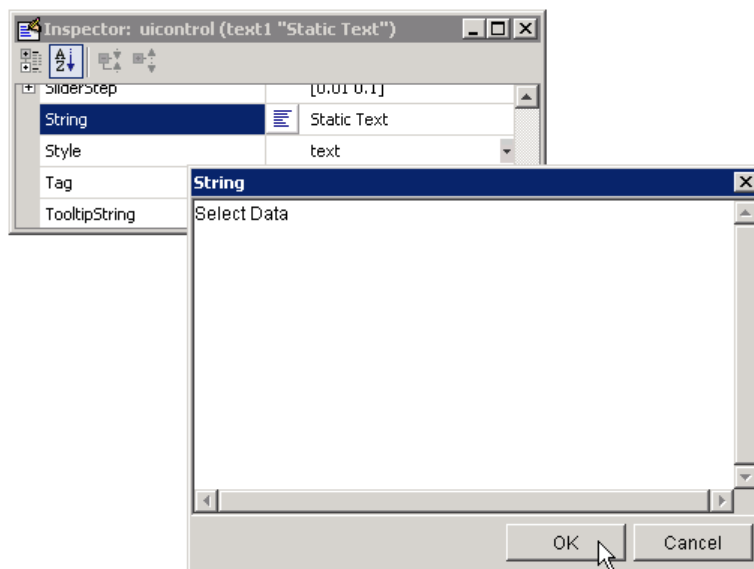 Inspector: uicontrol (text1 "Static Text")
SliderStep [0.01 0.1]
String Static Text
Style text
Tag
TooltipString
String
Select Data
OK Cancel